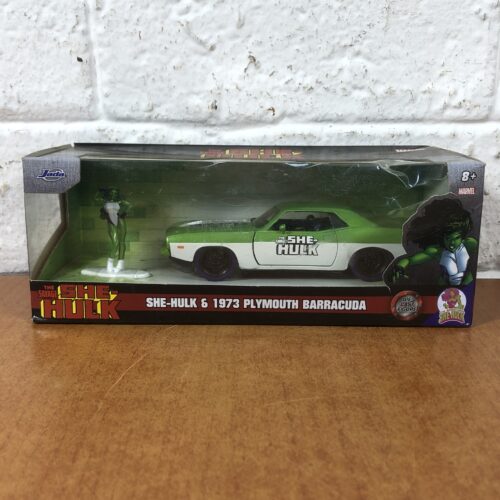 Jada
8+
MARVEL
SHE-
HULK
THE SAVAGE SHE-
HULK
SHE-HULK & 1973 PLYMOUTH BARRACUDA